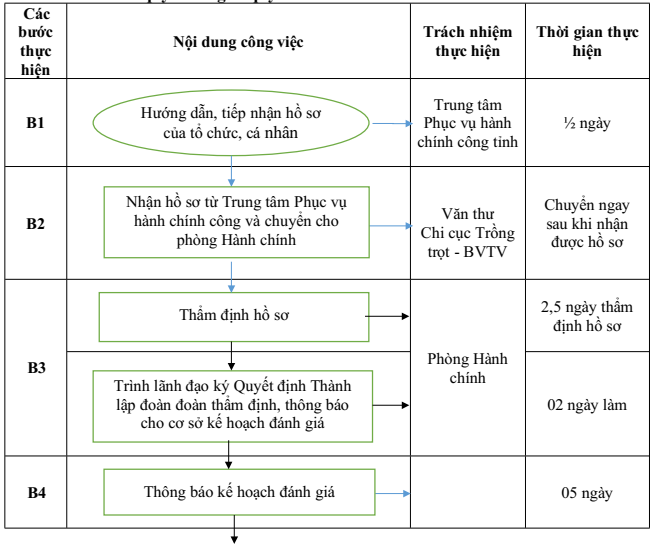 Các
bước
thực
hiện
Nội dung công việc
Trách nhiệm
thực hiện
Thời gian thực
hiện
B1
Hướng dẫn, tiếp nhận hồ sơ
của tổ chức, cá nhân
Trung tâm
Phục vụ hành
chính công tỉnh
½ ngày
B2
Nhận hồ sơ từ Trung tâm Phục vụ
hành chính công và chuyển cho
phòng Hành chính
Văn thư
Chi cục Trồng
trọt - BVTV
Chuyển ngay
sau khi nhận
được hồ sơ
B3
Thẩm định hồ sơ
2,5 ngày thẩm
định hồ sơ
Phòng Hành
chính
Trình lãnh đạo ký Quyết định Thành
lập đoàn đoàn thẩm định, thông báo
cho cơ sở kế hoạch đánh giá
02 ngày làm
B4
Thông báo kế hoạch đánh giá
05 ngày